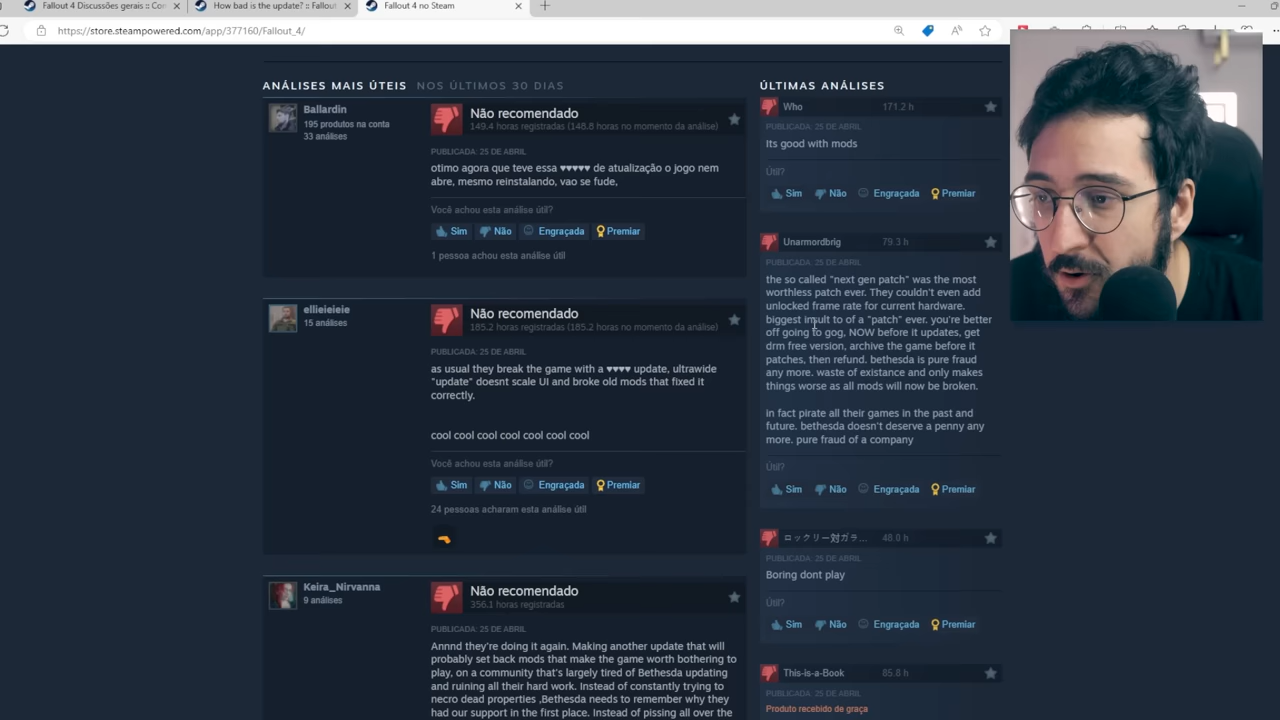 Fallout 4 Discussões gerais :: Con
How bad is the update? :: Fallout
Fallout 4 no Steam
https://store.steampowered.com/app/377160/Fallout_4/
ANÁLISES MAIS ÚTEIS NOS ÚLTIMOS 30 DIAS
Ballardin
195 produtos na conta
33 análises
Não recomendado
149.4 horas registradas (148.8 horas no momento da análise)
PUBLICADA: 25 DE ABRIL
otimo agora que teve essa ♥♥♥♥♥ de atualização o jogo nem
abre, mesmo reinstalando, vao se fude,
Você achou esta análise útil?
Sim Não Engraçada Premiar
1 pessoa achou esta análise útil
ellieieieie
15 análises
Não recomendado
185.2 horas registradas (185.2 horas no momento da análise)
PUBLICADA: 25 DE ABRIL
as usual they break the game with a ♥♥♥♥ update, ultrawide
"update" doesnt scale UI and broke old mods that fixed it
correctly.
cool cool cool cool cool cool cool
Você achou esta análise útil?
Sim Não Engraçada Premiar
24 pessoas acharam esta análise útil
Keira_Nirvanna
9 análises
Não recomendado
356.1 horas registradas
PUBLICADA: 25 DE ABRIL
Annnd they're doing it again. Making another update that will
probably set back mods that make the game worth bothering to
play, on a community that's largely tired of Bethesda updating
and ruining all their hard work. Instead of constantly trying to
necro dead properties ,Bethesda needs to remember why they
had our support in the first place. Instead of pissing all over the
ÚLTIMAS ANÁLISES
Who 171.2 h
PUBLICADA: 25 DE ABRIL
Its good with mods
Útil?
Sim Não Engraçada Premiar
Unarmordbrig 79.3 h
PUBLICADA: 25 DE ABRIL
the so called "next gen patch" was the most
worthless patch ever. They couldn't even add
unlocked frame rate for current hardware.
biggest insult to of a "patch" ever. you're better
off going to gog, NOW before it updates, get
drm free version, archive the game before it
patches, then refund. bethesda is pure fraud
any more. waste of existance and only makes
things worse as all mods will now be broken.
in fact pirate all their games in the past and
future. bethesda doesn't deserve a penny any
more. pure fraud of a company
Útil?
Sim Não Engraçada Premiar
ロックリー対ガラ... 48.0 h
PUBLICADA: 25 DE ABRIL
Boring dont play
Útil?
Sim Não Engraçada Premiar
This-is-a-Book 85.8 h
PUBLICADA: 25 DE ABRIL
Produto recebido de graça